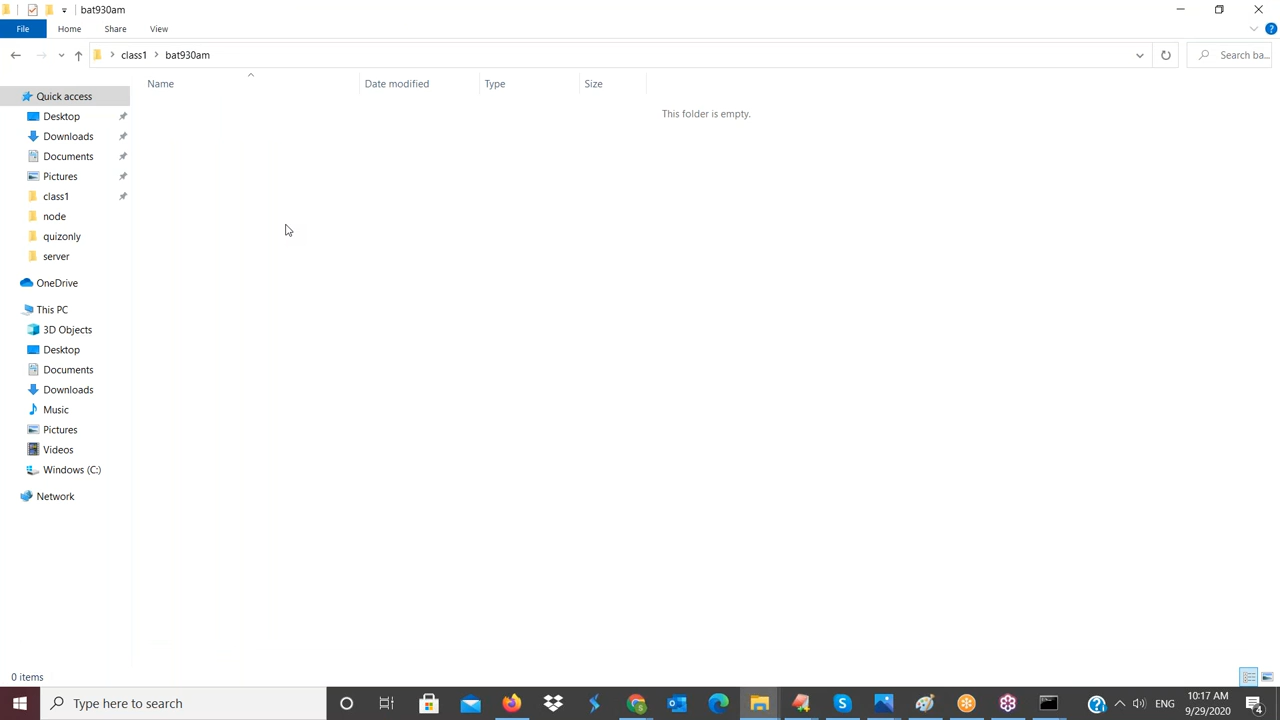 bat930am
File Home Share View
class1 bat930am Search ba...
Name Date modified Type Size
This folder is empty.
Quick access
Desktop
Downloads
Documents
Pictures
class1
node
quizonly
server
OneDrive
This PC
3D Objects
Desktop
Documents
Downloads
Music
Pictures
Videos
Windows (C:)
Network
0 items
Type here to search
ENG
10:17 AM
9/29/2020
4